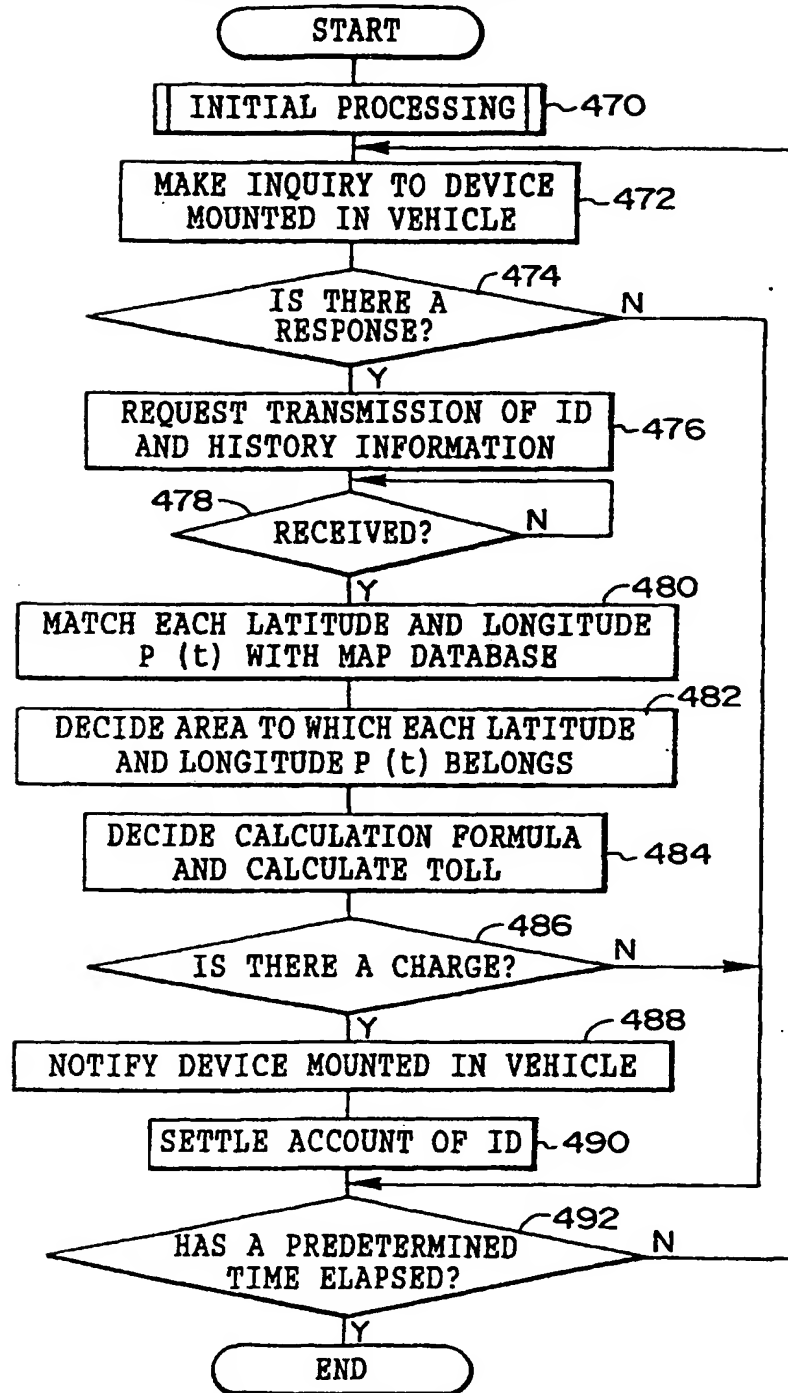 START
INITIAL PROCESSING 470
MAKE INQUIRY TO DEVICE
MOUNTED IN VEHICLE 472
474
IS THERE A
RESPONSE?
N
Y
REQUEST TRANSMISSION OF ID
AND HISTORY INFORMATION 476
478
RECEIVED?
N
Y
480
MATCH EACH LATITUDE AND LONGITUDE
P (t) WITH MAP DATABASE
482
DECIDE AREA TO WHICH EACH LATITUDE
AND LONGITUDE P (t) BELONGS
DECIDE CALCULATION FORMULA
AND CALCULATE TOLL 484
486
IS THERE A CHARGE?
N
Y
488
NOTIFY DEVICE MOUNTED IN VEHICLE
SETTLE ACCOUNT OF ID 490
492
HAS A PREDETERMINED
TIME ELAPSED?
N
Y
END